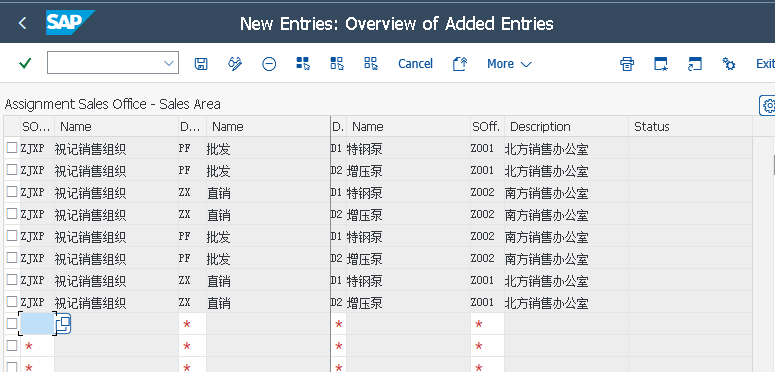 SAP New Entries: Overview of Added Entries
Cancel More Exit
Assignment Sales Office - Sales Area
SO... Name D... Name D. Name SOff. Description Status
ZJXP 祝记销售组织 PF 批发 D1 特钢泵 Z001 北方销售办公室
ZJXP 祝记销售组织 PF 批发 D2 增压泵 Z001 北方销售办公室
ZJXP 祝记销售组织 ZX 直销 D1 特钢泵 Z002 南方销售办公室
ZJXP 祝记销售组织 ZX 直销 D2 增压泵 Z002 南方销售办公室
ZJXP 祝记销售组织 PF 批发 D1 特钢泵 Z002 南方销售办公室
ZJXP 祝记销售组织 PF 批发 D2 增压泵 Z002 南方销售办公室
ZJXP 祝记销售组织 ZX 直销 D1 特钢泵 Z001 北方销售办公室
ZJXP 祝记销售组织 ZX 直销 D2 增压泵 Z001 北方销售办公室
* * *
* * * *
* * * *